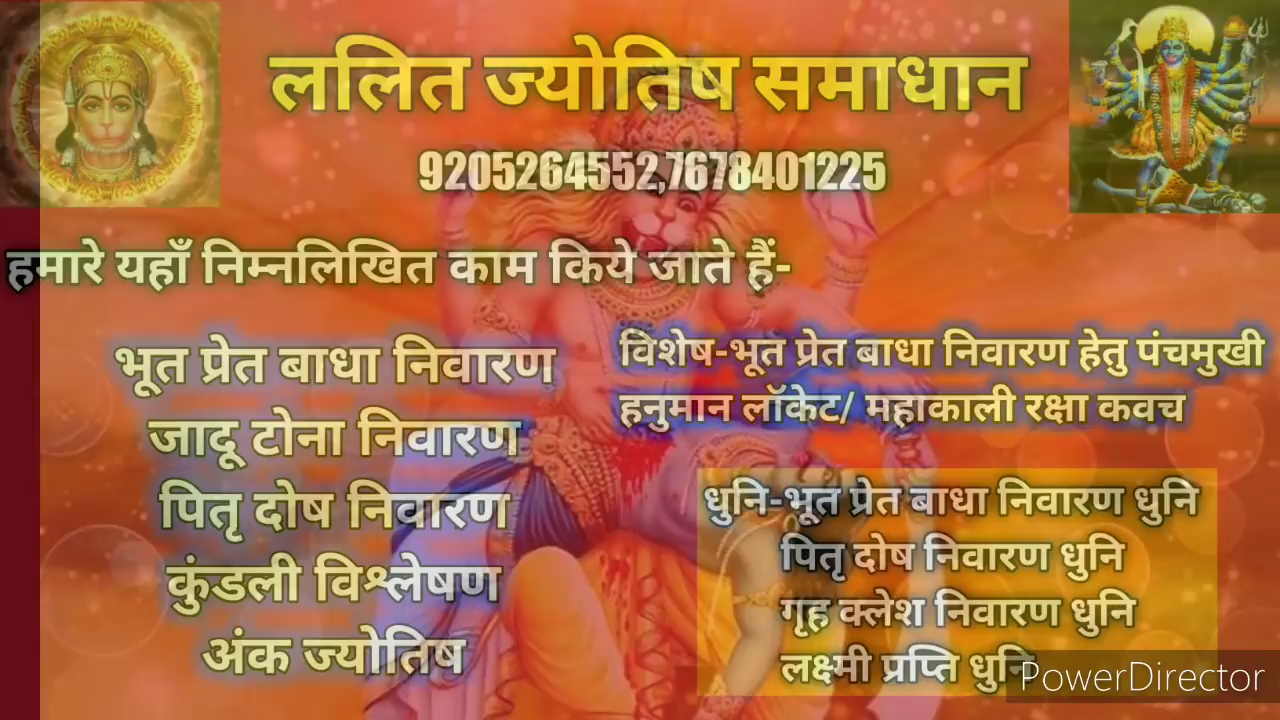 ललित ज्योतिष समाधान
9205264552,7678401225
हमारे यहाँ निम्नलिखित काम किये जाते हैं-
भूत प्रेत बाधा निवारण
जादू टोना निवारण
पितृ दोष निवारण
कुंडली विश्लेषण
अंक ज्योतिष
विशेष-भूत प्रेत बाधा निवारण हेतु पंचमुखी
हनुमान लॉकेट/ महाकाली रक्षा कवच
धुनि-भूत प्रेत बाधा निवारण धुनि
पितृ दोष निवारण धुनि
गृह क्लेश निवारण धुनि
लक्ष्मी प्रप्ति धुनि
PowerDirector